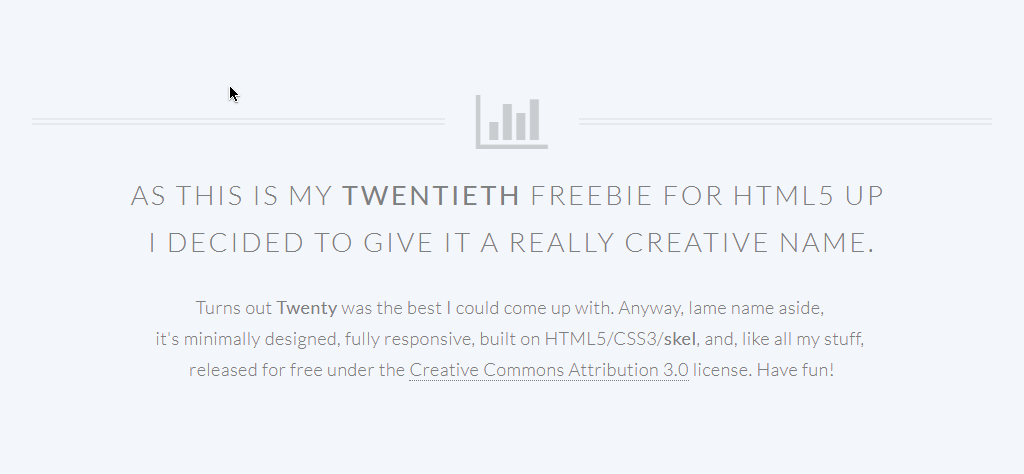 AS THIS IS MY TWENTIETH FREEBIE FOR HTML5 UP
I DECIDED TO GIVE IT A REALLY CREATIVE NAME.
Turns out Twenty was the best I could come up with. Anyway, lame name aside,
it's minimally designed, fully responsive, built on HTML5/CSS3/skel, and, like all my stuff,
released for free under the Creative Commons Attribution 3.0 license. Have fun!